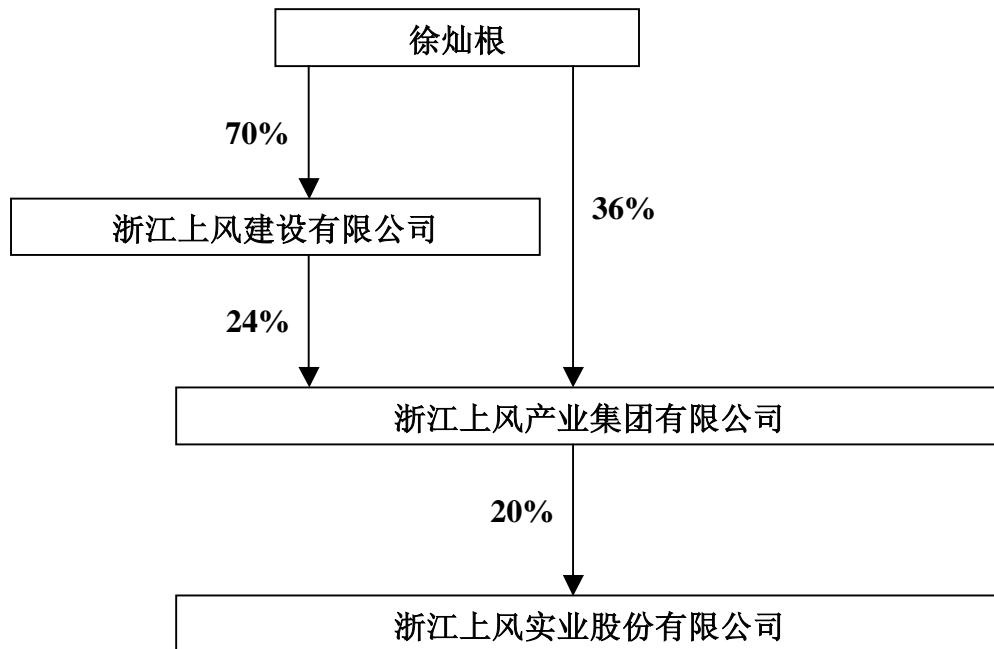 徐灿根
70%
浙江上风建设有限公司
36%
24%
浙江上风产业集团有限公司
20%
浙江上风实业股份有限公司